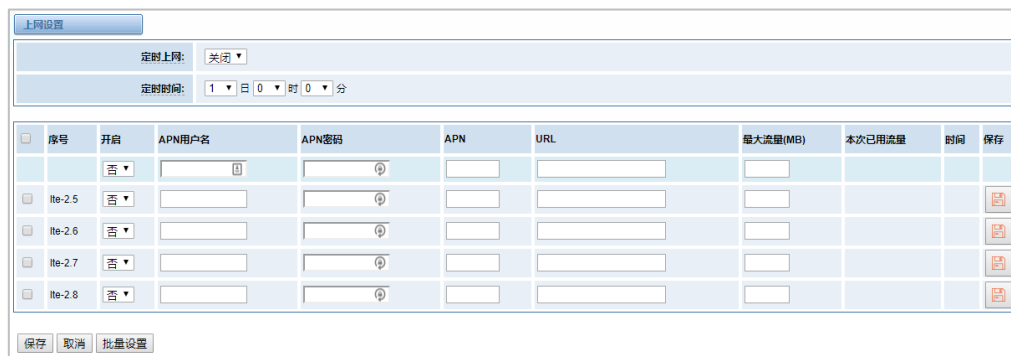 上网设置
定时上网: 关闭
定时时间: 1 日 0 时 0 分
序号 开启 APN用户名 APN密码 APN URL 最大流量(MB) 本次已用流量 时间 保存
否
lte-2.5 否
lte-2.6 否
lte-2.7 否
lte-2.8 否
保存 取消 批量设置